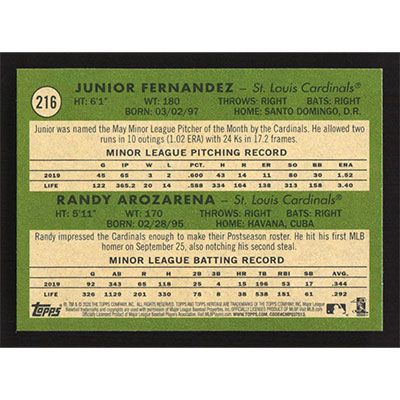 216
JUNIOR FERNANDEZ - St. Louis Cardinals®
HT: 6'1" WT: 180 THROWS: RIGHT BATS: RIGHT
BORN: 03/02/97 HOME: SANTO DOMINGO, D.R.
Junior was named the May Minor League Pitcher of the Month by the Cardinals. He allowed two
runs in 10 outings (1.02 ERA) with 24 Ks in 17.2 frames.
MINOR LEAGUE PITCHING RECORD
G IP W L PCT. R ER SO BB ERA
2019 45 65 3 2 .600 14 11 80 30 1.52
LIFE 122 365.2 20 14 .588 334 138 313 158 3.40
RANDY AROZARENA - St. Louis Cardinals®
HT: 5'11" WT: 170 THROWS: RIGHT BATS: RIGHT
BORN: 02/28/95 HOME: HAVANA, CUBA
Randy impressed the Cardinals enough to make their Postseason roster. He hit his first MLB
homer on September 25, also notching his second steal.
MINOR LEAGUE BATTING RECORD
G AB R H 2B 3B HR RBI SB BB AVG.
2019 92 343 65 118 25 4 15 53 17 .344
LIFE 326 1129 201 330 75 8 38 151 61 .292
Topps